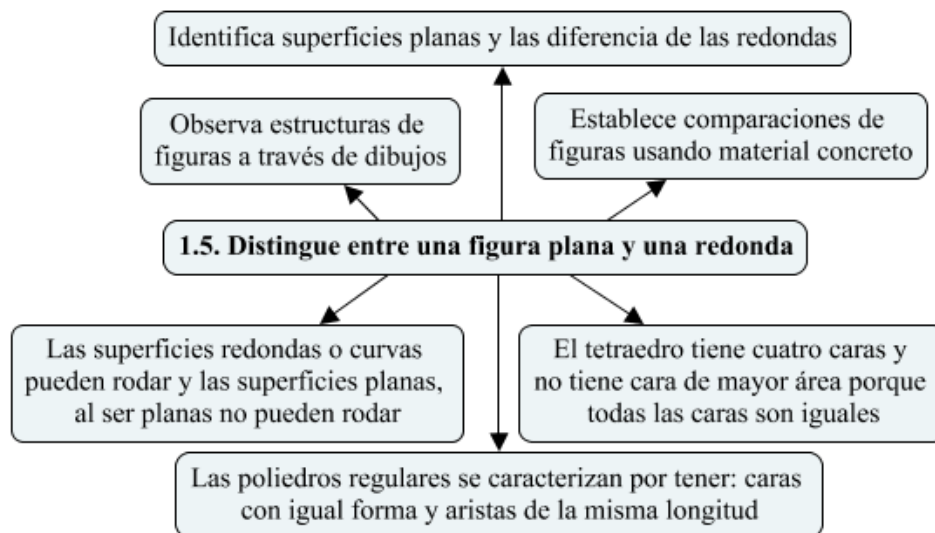 Identifica superficies planas y las diferencia de las redondas
Observa estructuras de
figuras a través de dibujos
Establece comparaciones de
figuras usando material concreto
1.5. Distingue entre una figura plana y una redonda
Las superficies redondas o curvas
pueden rodar y las superficies planas,
al ser planas no pueden rodar
El tetraedro tiene cuatro caras y
no tiene cara de mayor área porque
todas las caras son iguales
Las poliedros regulares se caracterizan por tener: caras
con igual forma y aristas de la misma longitud